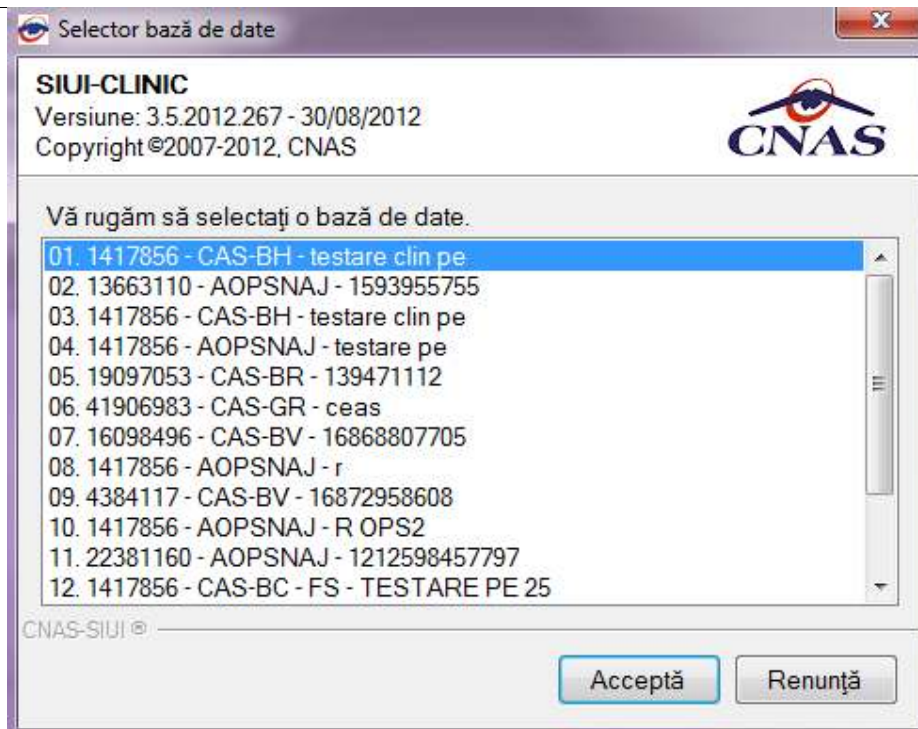 Selector bază de date
SIUI-CLINIC
Versiune: 3.5.2012.267 - 30/08/2012
Copyright ©2007-2012, CNAS
CNAS
Vă rugăm să selectaţi o bază de date.
01. 1417856 - CAS-BH - testare clin pe
02. 13663110 - AOPSNAJ - 1593955755
03. 1417856 - CAS-BH - testare clin pe
04. 1417856 - AOPSNAJ - testare pe
05. 19097053 - CAS-BR - 139471112
06. 41906983 - CAS-GR - ceas
07. 16098496 - CAS-BV - 16868807705
08. 1417856 - AOPSNAJ - r
09. 4384117 - CAS-BV - 16872958608
10. 1417856 - AOPSNAJ - R OPS2
11. 22381160 - AOPSNAJ - 1212598457797
12. 1417856 - CAS-BC - FS - TESTARE PE 25
CNAS-SIUI ®
Acceptă
Renunţă